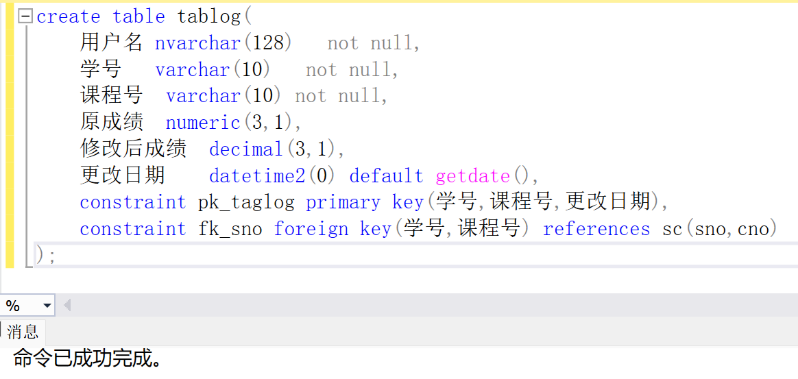 create table tablog(
用户名 nvarchar(128) not null,
学号 varchar(10) not null,
课程号 varchar(10) not null,
原成绩 numeric(3,1),
修改后成绩 decimal(3,1),
更改日期 datetime2(0) default getdate(),
constraint pk_taglog primary key(学号,课程号,更改日期),
constraint fk_sno foreign key(学号,课程号) references sc(sno,cno)
);
%
消息
命令已成功完成。